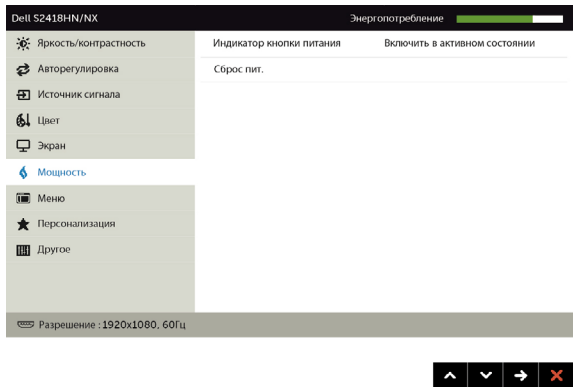 Dell S2418HN/NX Энергопотребление
Яркость/контрастность Индикатор кнопки питания Включить в активном состоянии
Авторегулировка Сброс пит.
Источник сигнала
Цвет
Экран
Мощность
Меню
Персонализация
Другое
Разрешение : 1920x1080, 60Гц